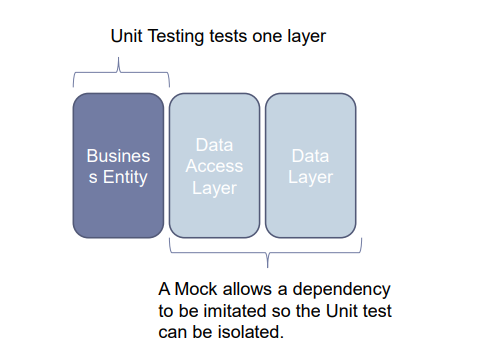 Unit Testing tests one layer
Busines
s Entity
Data
Access
Layer
Data
Layer
A Mock allows a dependency
to be imitated so the Unit test
can be isolated.